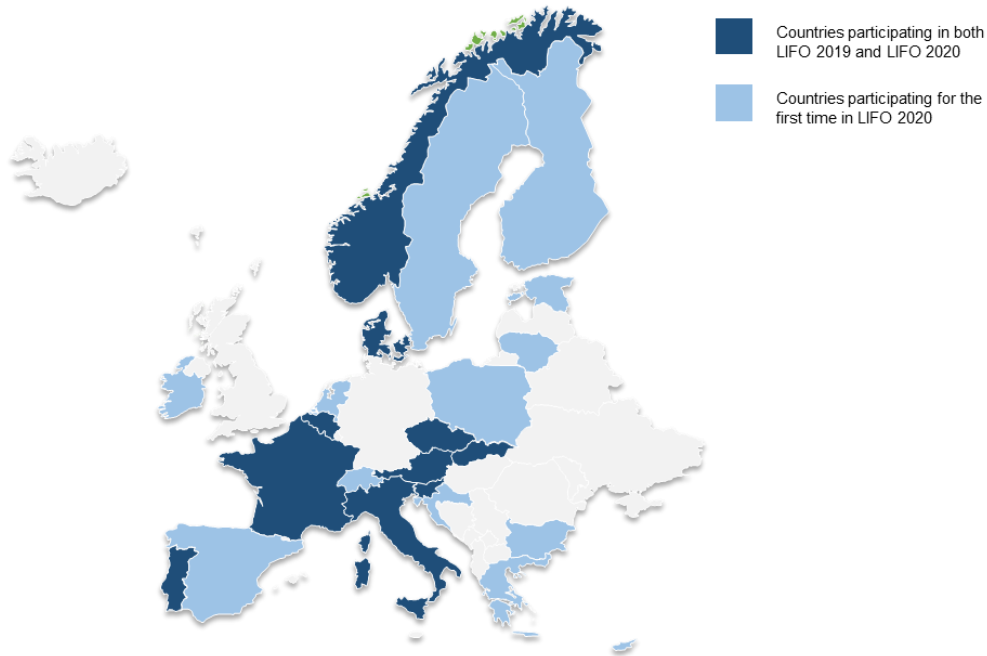 Countries participating in both
LIFO 2019 and LIFO 2020
Countries participating for the
first time in LIFO 2020